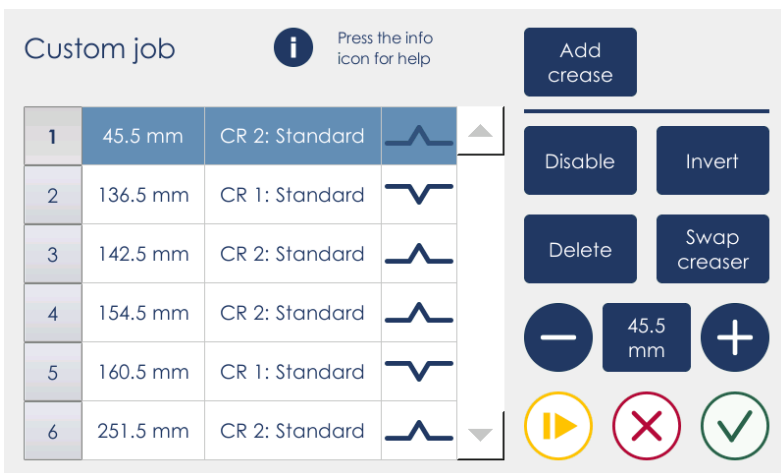 Custom job
i
Press the info
icon for help
Add
crease
1 45.5 mm CR 2: Standard
2 136.5 mm CR 1: Standard
3 142.5 mm CR 2: Standard
4 154.5 mm CR 2: Standard
5 160.5 mm CR 1: Standard
6 251.5 mm CR 2: Standard
Disable
Invert
Delete
Swap
creaser
45.5
mm